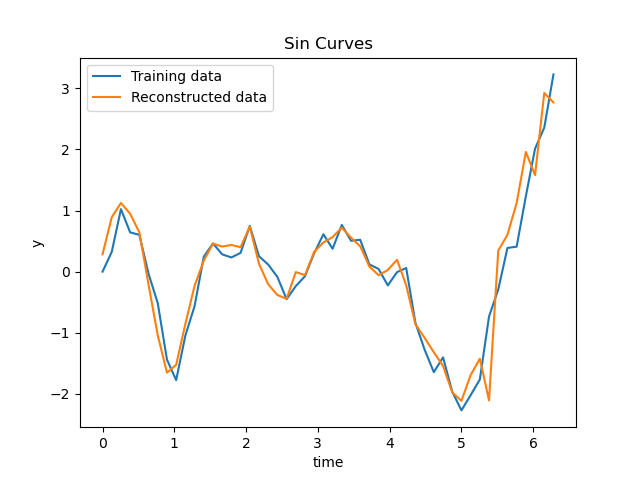 Sin Curves
Training data
Reconstructed data
y
3
2
1
0
−1
−2
0 1 2 3 4 5 6
time